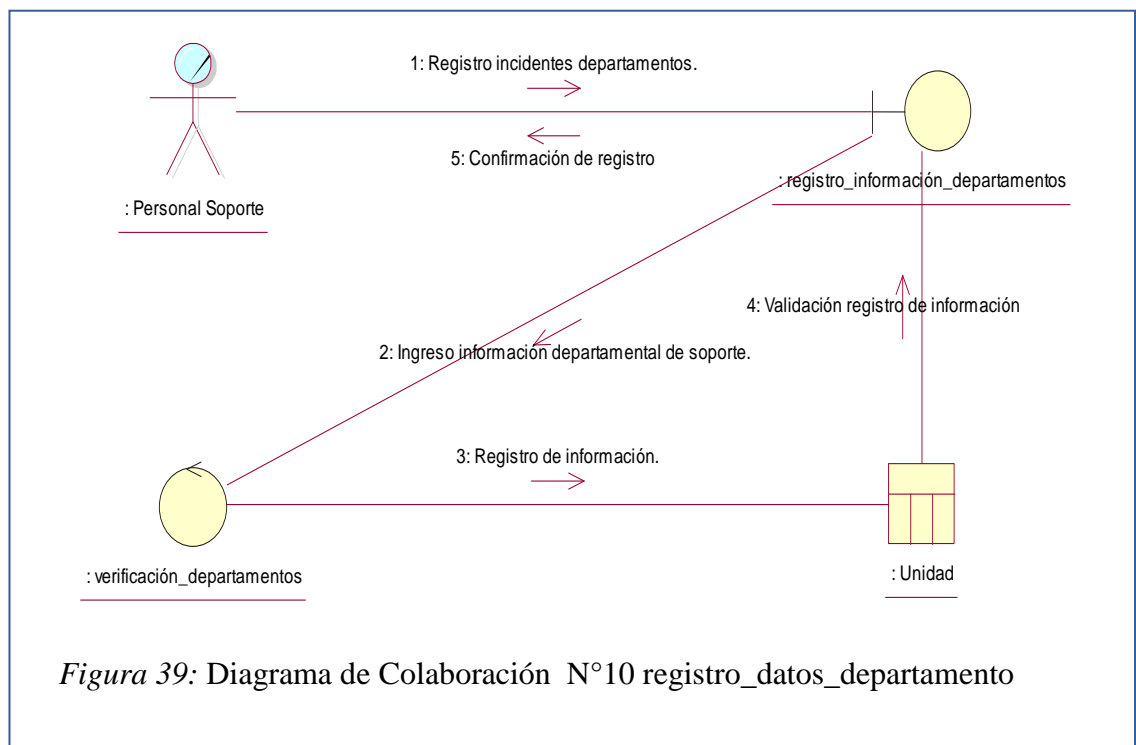 1: Registro incidentes departamentos.
5: Confirmación de registro
: registro_información_departamentos
: Personal Soporte
4: Validación registro de información
2: Ingreso información departamental de soporte.
3: Registro de información.
: verificación_departamentos
: Unidad
Figura 39: Diagrama de Colaboración N°10 registro_datos_departamento